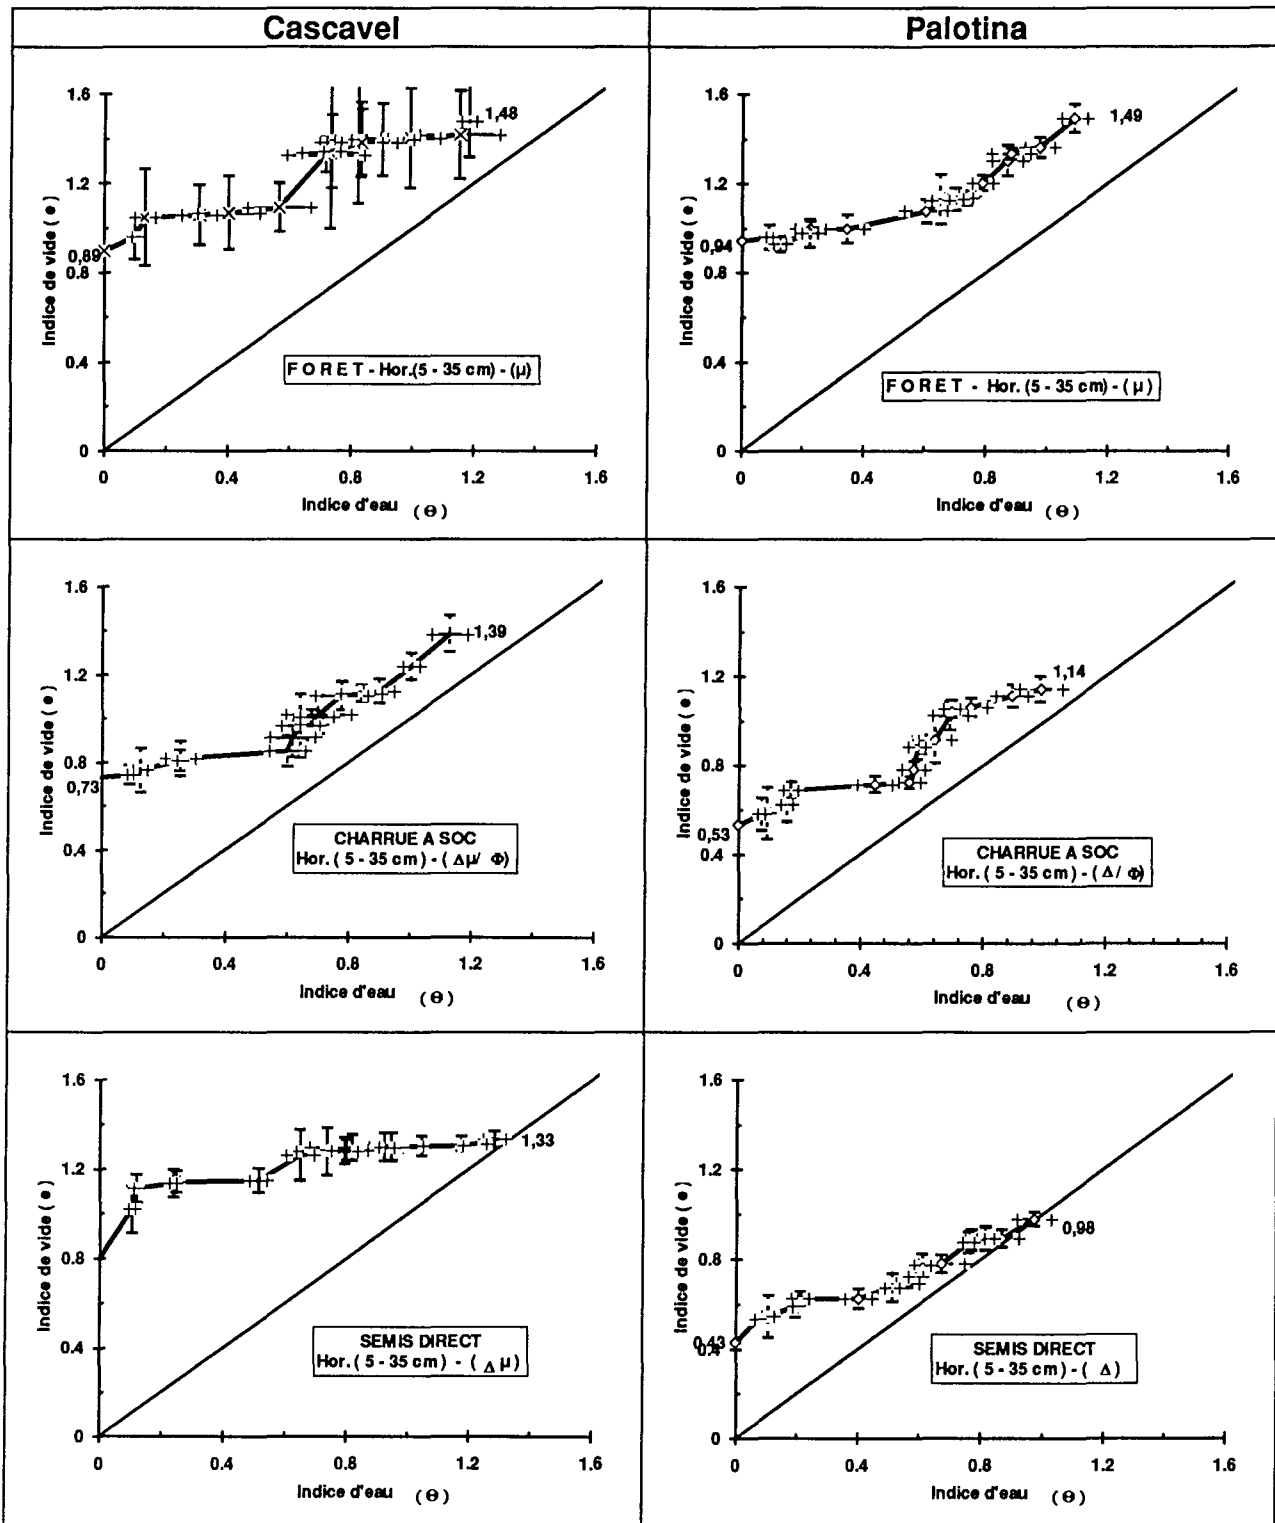 Cascavel
Palotina
1.6
1.2
0.8
0.4
0
0
0.4
0.8
1.2
1.6
Indice de vide ( e )
Indice d'eau ( Θ )
1,48
0,89
F O R E T - Hor.(5 - 35 cm) - (μ)
1.6
1.2
0.8
0.4
0
0
0.4
0.8
1.2
1.6
Indice de vide ( e )
Indice d'eau ( Θ )
1,49
0,94
F O R E T - Hor. (5 - 35 cm) - ( μ )
1.6
1.2
0.8
0.4
0
0
0.4
0.8
1.2
1.6
Indice de vide ( e )
Indice d'eau ( Θ )
1,39
0,73
CHARRUE A SOC
Hor. ( 5 - 35 cm) - ( Δμ/ Φ)
1.6
1.2
0.8
0.4
0
0
0.4
0.8
1.2
1.6
Indice de vide ( e )
Indice d'eau ( Θ )
1,14
0,53
CHARRUE A SOC
Hor. ( 5 - 35 cm) - ( Δ/ Φ)
1.6
1.2
0.8
0.4
0
0
0.4
0.8
1.2
1.6
Indice de vide ( e )
Indice d'eau ( Θ )
1,33
SEMIS DIRECT
Hor. ( 5 - 35 cm) - ( Δ μ )
1.6
1.2
0.8
0.4
0
0
0.4
0.8
1.2
1.6
Indice de vide ( e )
Indice d'eau ( Θ )
0,98
0,43
SEMIS DIRECT
Hor. ( 5 - 35 cm) - ( Δ )